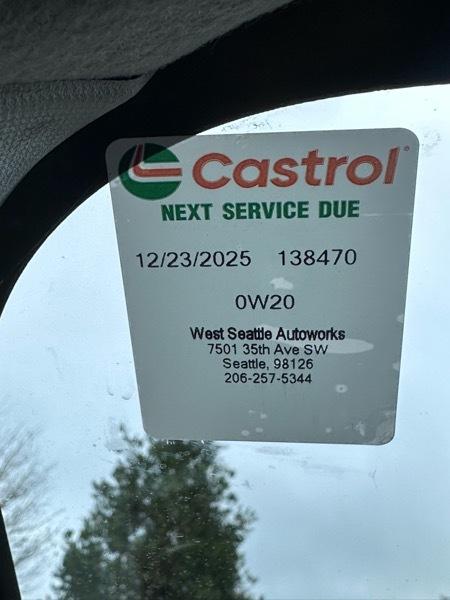 Castrol
NEXT SERVICE DUE
12/23/2025 138470
0W20
West Seattle Autoworks
7501 35th Ave SW
Seattle, 98126
206-257-5344